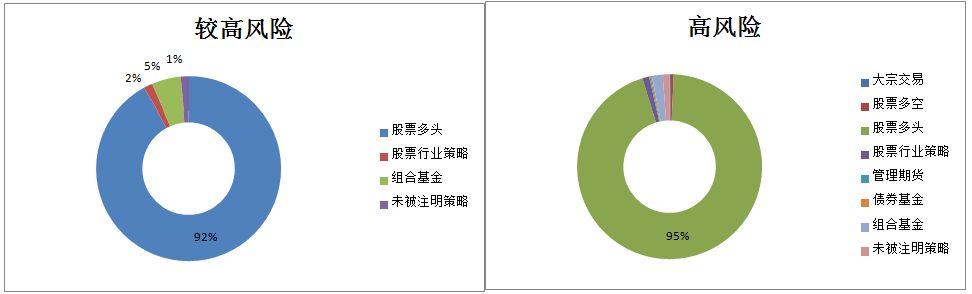 较高风险
1%
5%
2%
92%
股票多头
股票行业策略
组合基金
未被注明策略
高风险
95%
大宗交易
股票多空
股票多头
股票行业策略
管理期货
债券基金
组合基金
未被注明策略